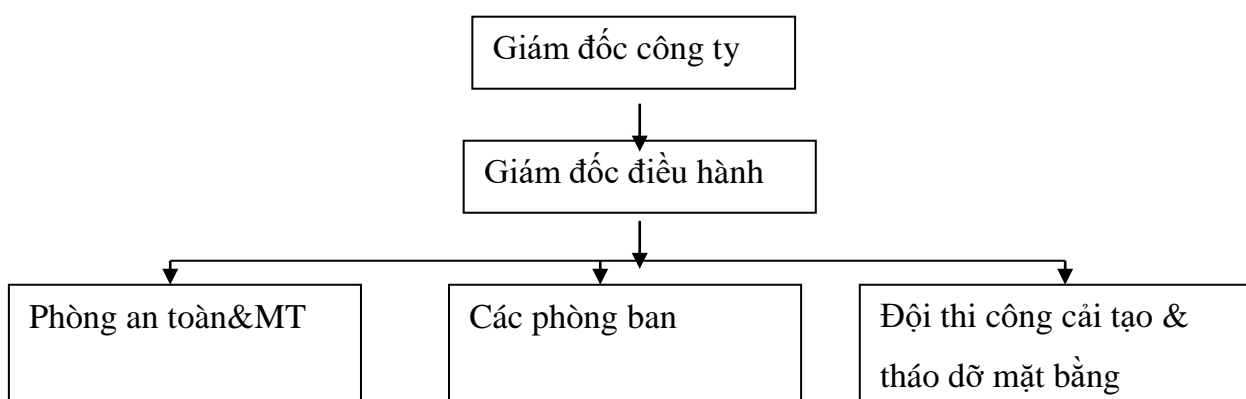 Giám đốc công ty
Giám đốc điều hành
Phòng an toàn&MT
Các phòng ban
Đội thi công cải tạo &
tháo dỡ mặt bằng